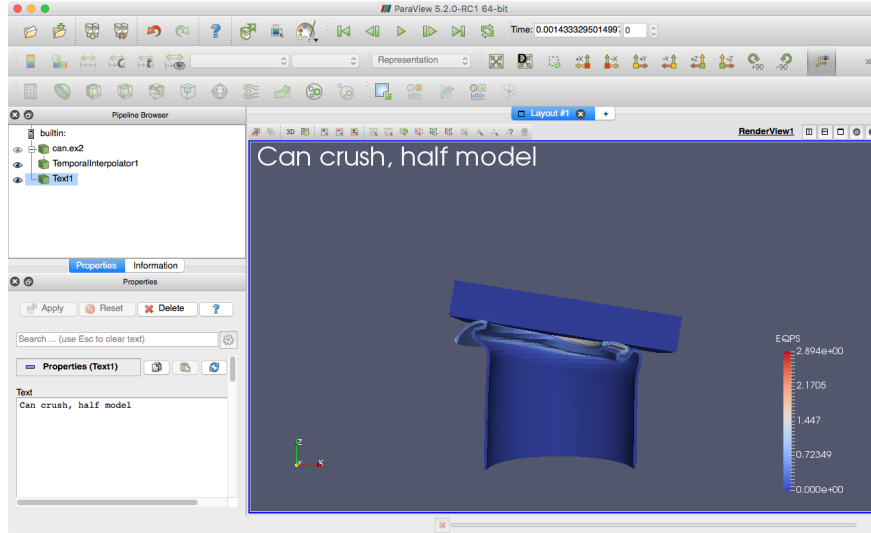 ParaView 5.2.0-RC1 64-bit
Time: 0.00143329501499 0
Representation
+X -X +Y -Y +Z -Z +90 -90
Pipeline Browser
Layout #1
builtin:
can.ex2
TemporalInterpolator1
Text1
3D
RenderView1
Can crush, half model
Properties Information
Properties
Apply Reset Delete ?
Search ... (use Esc to clear text)
Properties (Text1)
Text
Can crush, half model
EQPS
2.894e+00
2.1705
1.447
0.72349
0.000e+00
Z
Y X